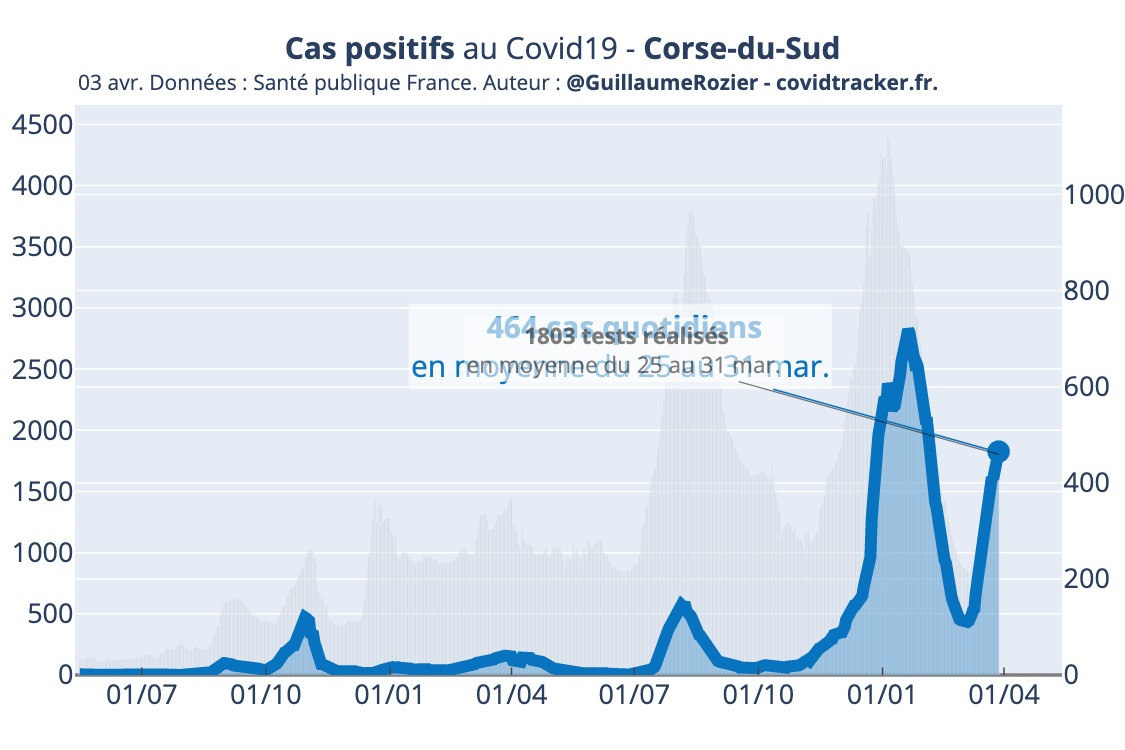 Cas positifs au Covid19 - Corse-du-Sud
03 avr. Données : Santé publique France. Auteur : @GuillaumeRozier - covidtracker.fr.
4500
4000
3500
3000
2500
2000
1500
1000
500
0
1000
800
600
400
200
0
464 cas quotidiens
en moyenne du 25 au 31 mar.
1803 tests réalisés
en moyenne du 25 au 31 mar.
01/07 01/10 01/01 01/04 01/07 01/10 01/01 01/04